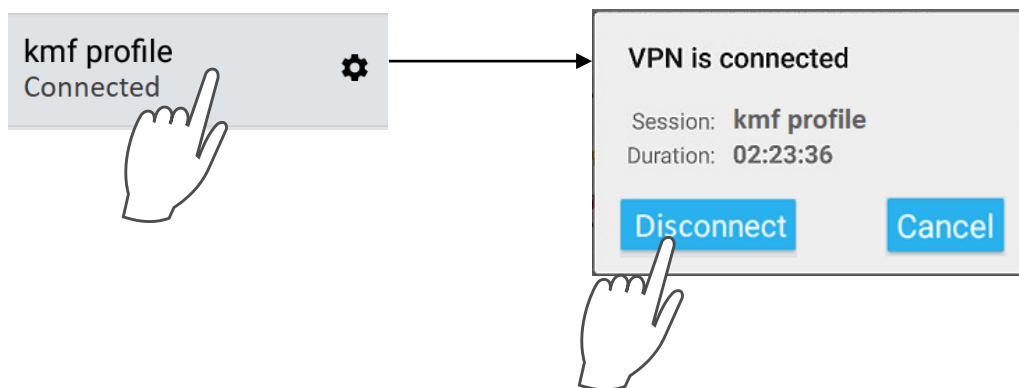 kmf profile
Connected
VPN is connected
Session: kmf profile
Duration: 02:23:36
Disconnect
Cancel